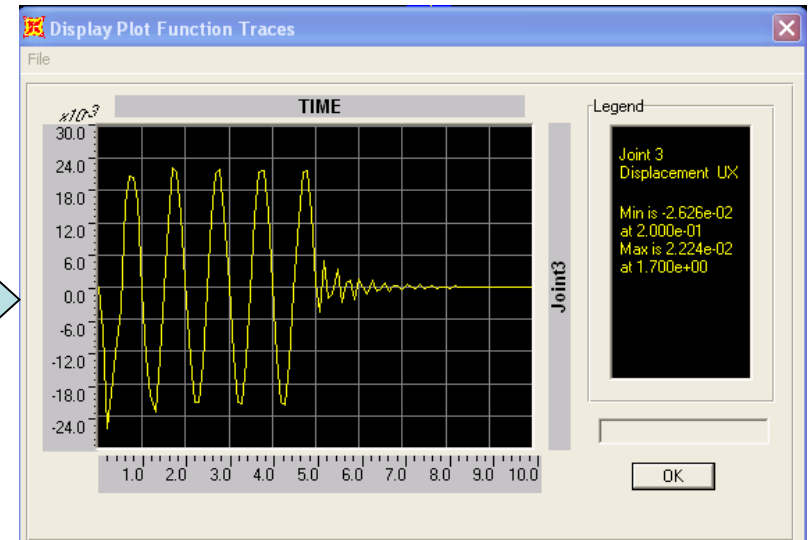 Display Plot Function Traces
File
TIME
x10-3
30.0
24.0
18.0
12.0
6.0
0.0
-6.0
-12.0
-18.0
-24.0
1.0 2.0 3.0 4.0 5.0 6.0 7.0 8.0 9.0 10.0
Joint3
Legend
Joint 3
Displacement UX
Min is -2.626e-02
at 2.000e-01
Max is 2.224e-02
at 1.700e+00
OK